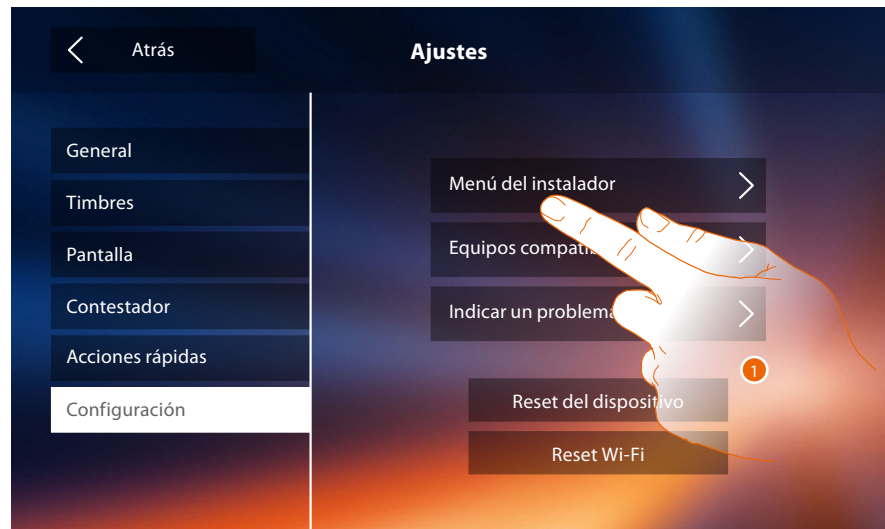 Atrás
Ajustes
General
Timbres
Pantalla
Contestador
Acciones rápidas
Configuración
Menú del instalador
Equipos
Indicar un problema
1
Reset del dispositivo
Reset Wi-Fi